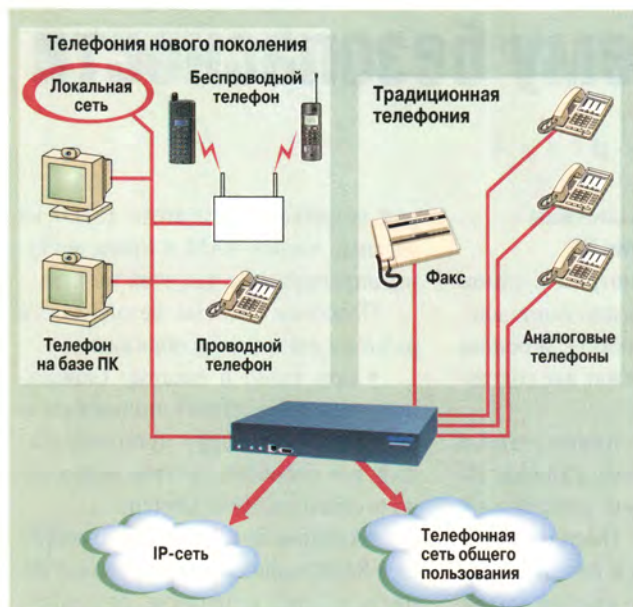 Телефония нового поколения
Локальная
сеть
Беспроводной
телефон
Телефон
на базе ПК
Проводной
телефон
Традиционная
телефония
Факс
Аналоговые
телефоны
IP-сеть
Телефонная
сеть общего
пользования